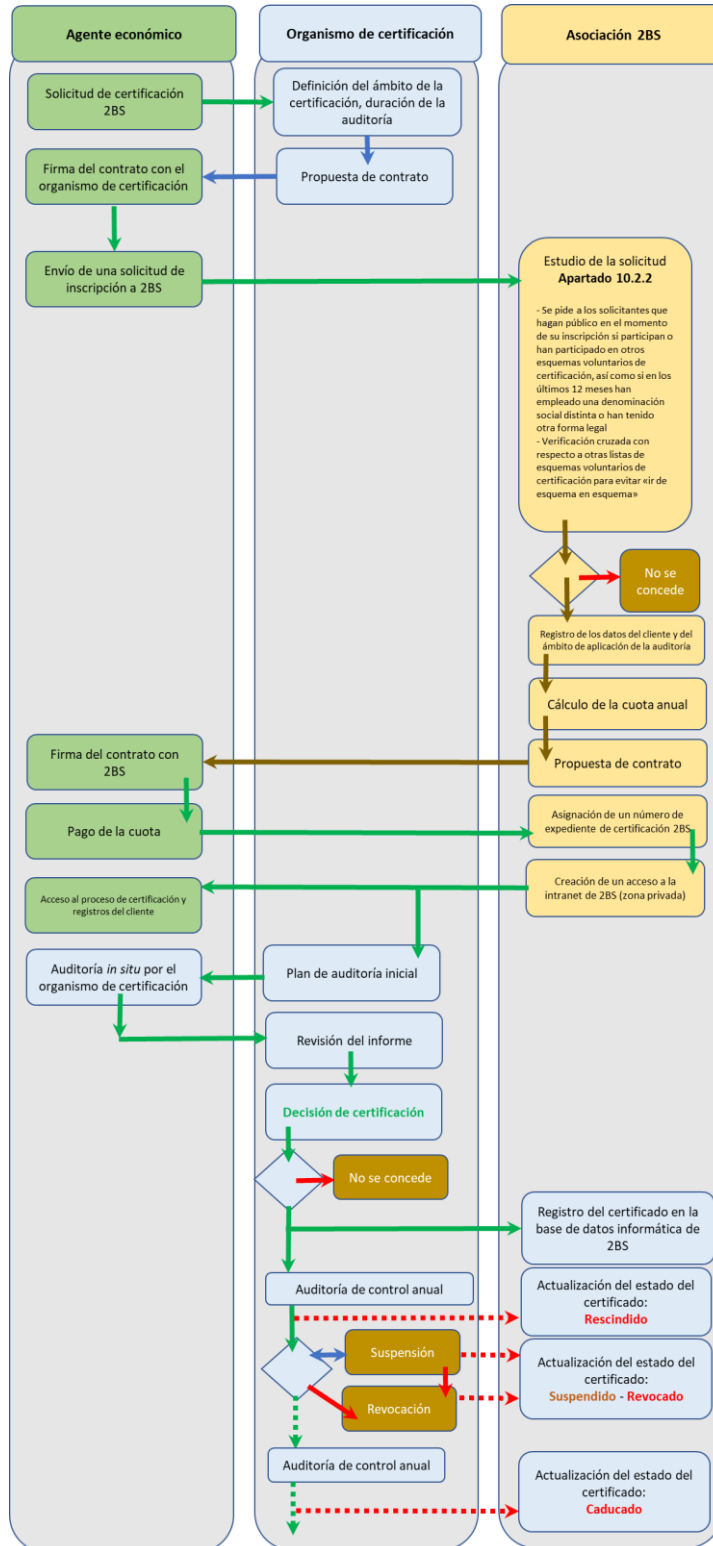 Agente económico
Organismo de certificación
Asociación 2BS
Solicitud de certificación
2BS
Definición del ámbito de la
certificación, duración de la
auditoría
Firma del contrato con el
organismo de certificación
Propuesta de contrato
Envío de una solicitud de
inscripción a 2BS
Estudio de la solicitud
Apartado 10.2.2
- Se pide a los solicitantes que
hagan público en el momento
de su inscripción si participan o
han participado en otros
esquemas voluntarios de
certificación, así como si en los
últimos 12 meses han
empleado una denominación
social distinta o han tenido
otra forma legal
- Verificación cruzada con
respecto a otras listas de
esquemas voluntarios de
certificación para evitar «ir de
esquema en esquema»
No se
concede
Registro de los datos del cliente y del
ámbito de aplicación de la auditoría
Cálculo de la cuota anual
Firma del contrato con
2BS
Propuesta de contrato
Pago de la cuota
Asignación de un número de
expediente de certificación 2BS
Acceso al proceso de certificación y
registros del cliente
Creación de un acceso a la
intranet de 2BS (zona privada)
Auditoría in situ por el
organismo de certificación
Plan de auditoría inicial
Revisión del informe
Decisión de certificación
No se concede
Registro del certificado en la
base de datos informática de
2BS
Auditoría de control anual
Actualización del estado del
certificado:
Rescindido
Suspensión
Revocación
Actualización del estado del
certificado:
Suspendido - Revocado
Auditoría de control anual
Actualización del estado del
certificado:
Caducado